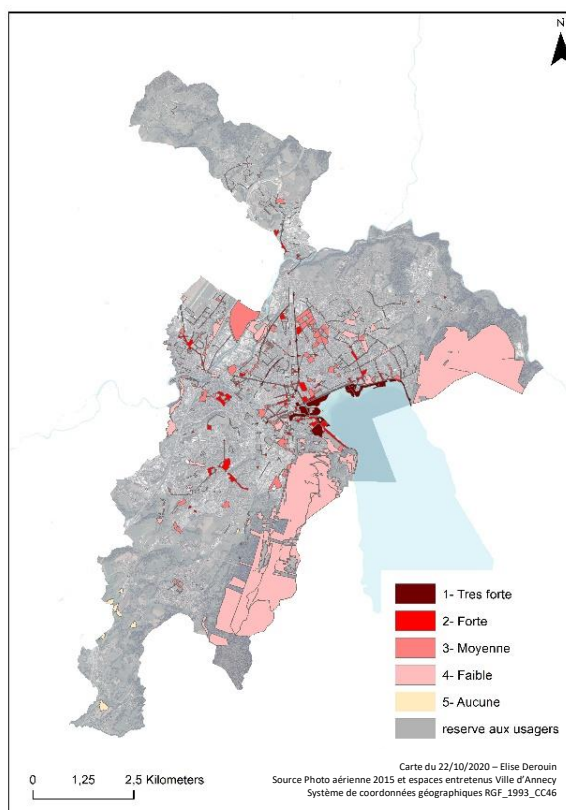 N
1- Tres forte
2- Forte
3- Moyenne
4- Faible
5- Aucune
reserve aux usagers
Carte du 22/10/2020 – Elise Derouin
Source Photo aérienne 2015 et espaces entretenus Ville d'Annecy
Système de coordonnées géographiques RGF_1993_CC46
0 1,25 2.5 Kilometers